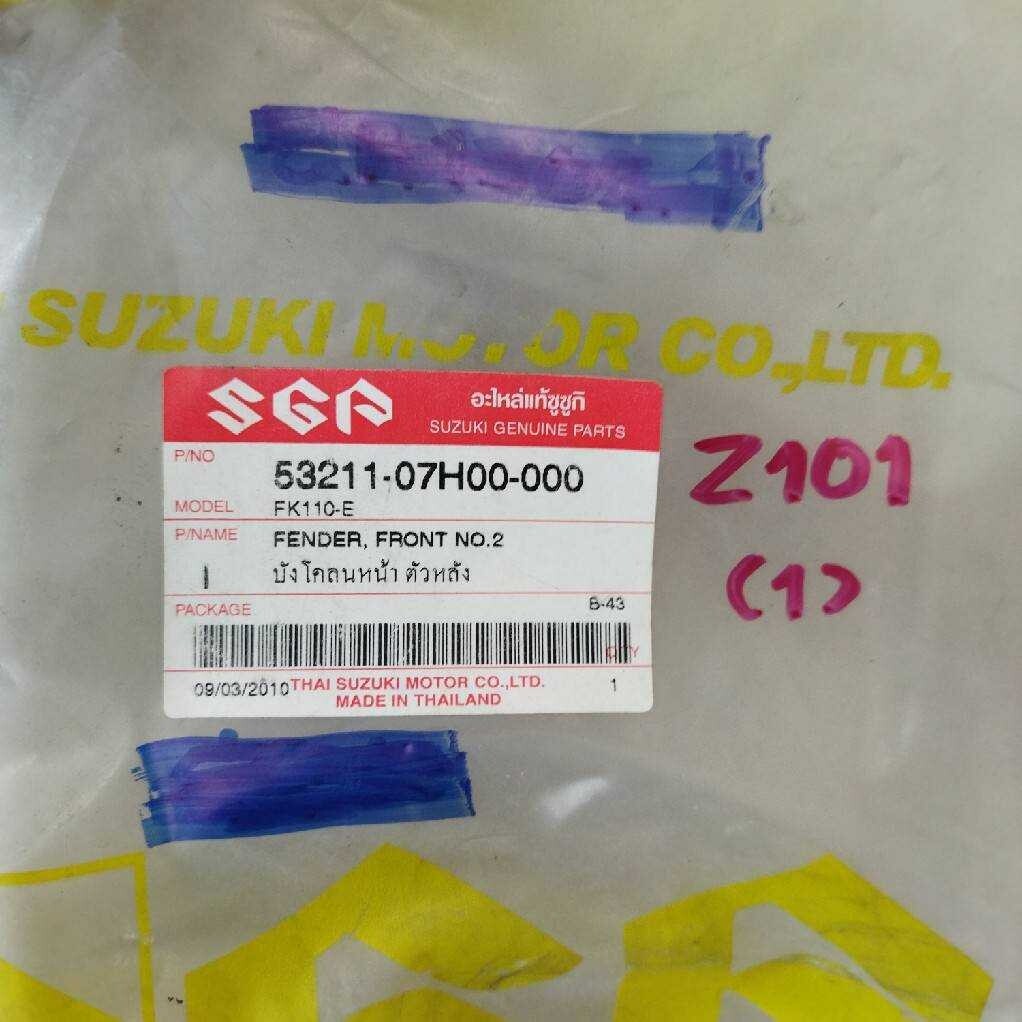 SUZUKI MOTOR CO.,LTD.
SGP
อะไหล่แท้ซูซูกิ
SUZUKI GENUINE PARTS
P/NO 53211-07H00-000
MODEL FK110-E
P/NAME FENDER, FRONT NO.2
บังโคลนหน้า ตัวหลัง
PACKAGE B-43
QTY
09/03/2010 THAI SUZUKI MOTOR CO.,LTD. 1
MADE IN THAILAND
Z101
(1)
SGP